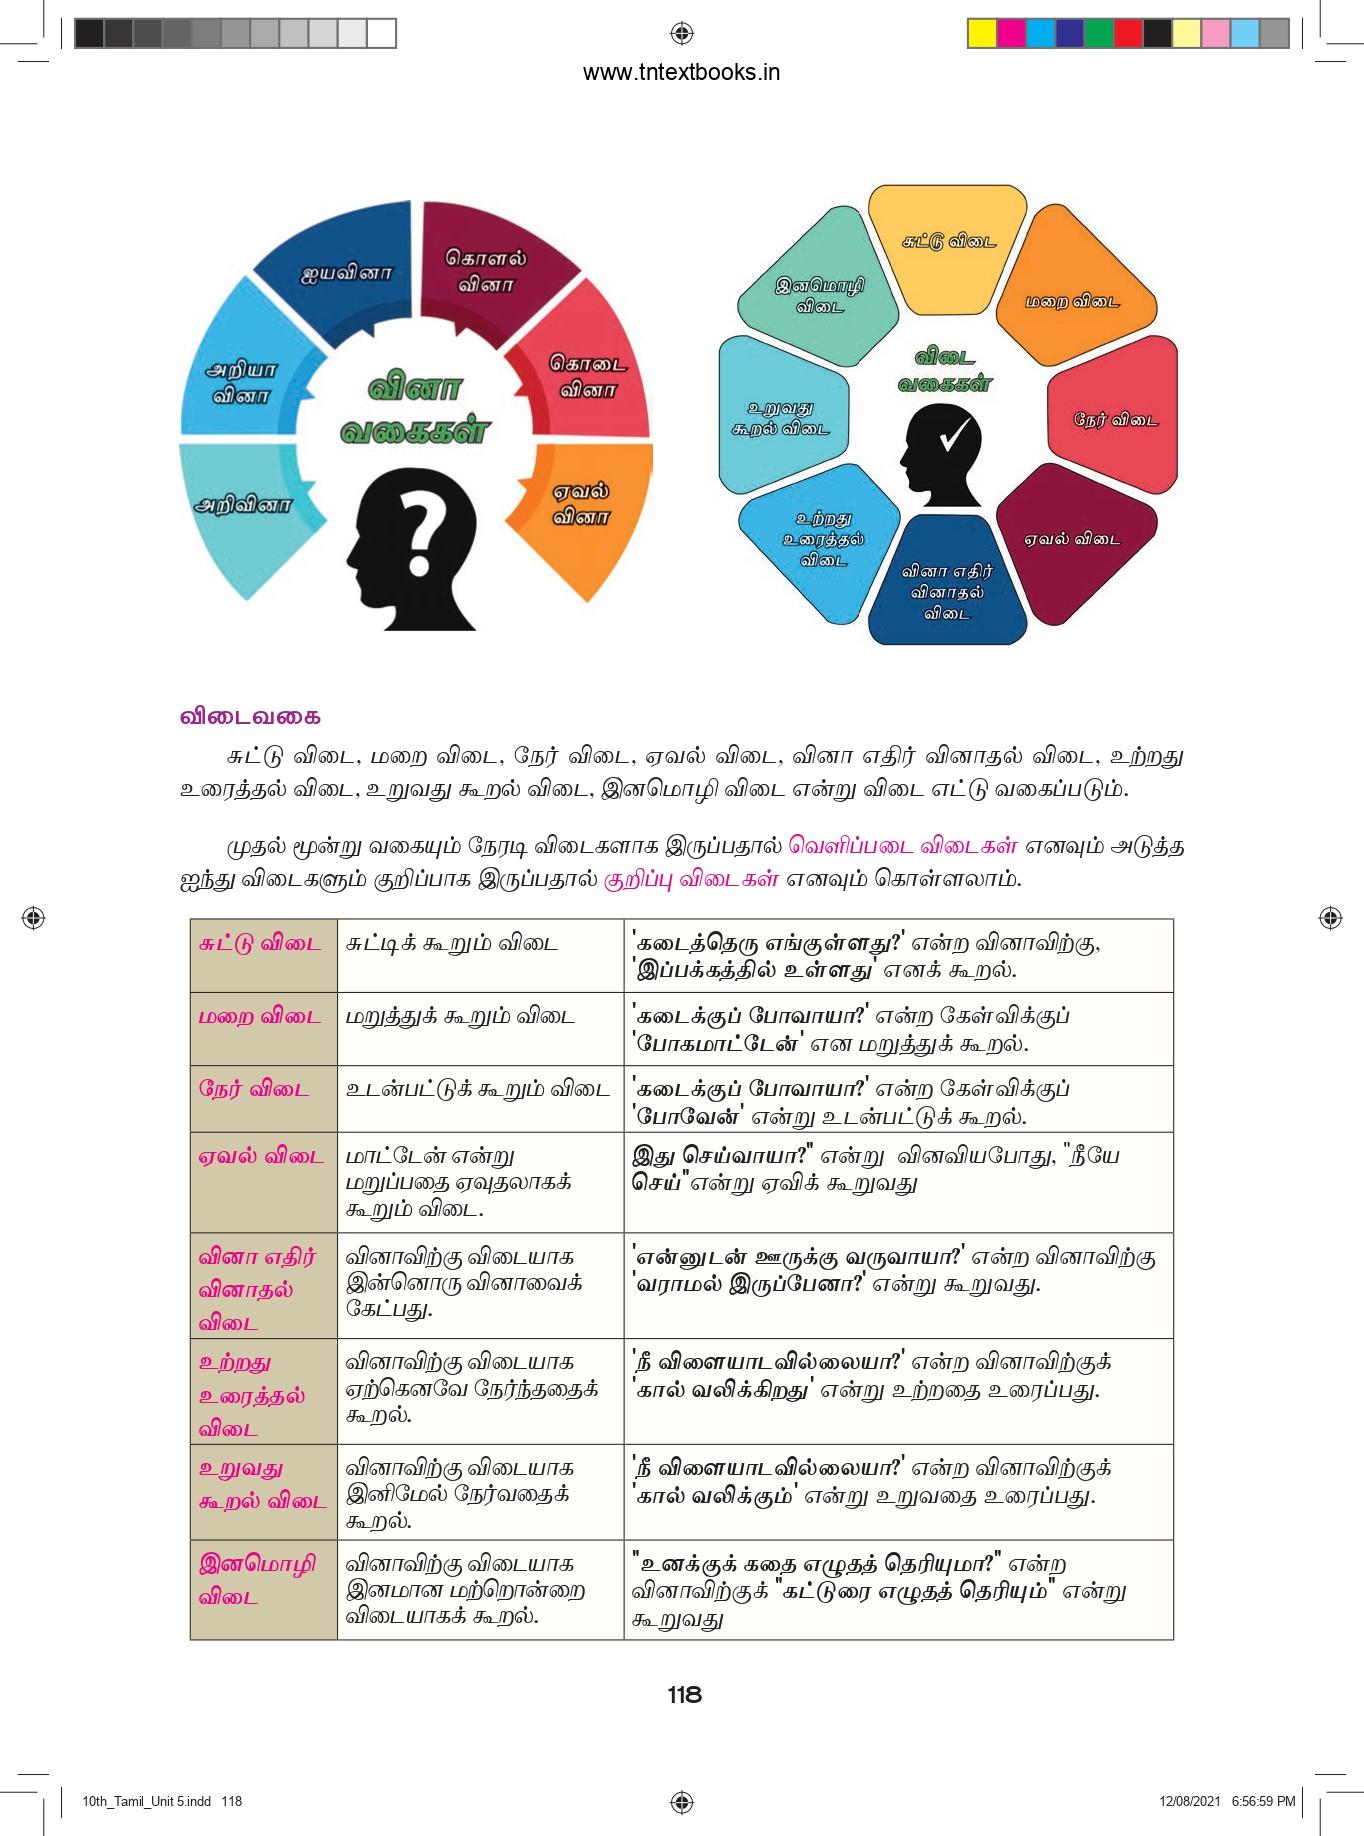 www.tntextbooks.in
ஐயவினா
கொளல்
வினா
அறியா
வினா
கொடை
வினா
வினா
வகைகள்
அறிவினா
ஏவல்
வினா
சுட்டு விடை
மறை விடை
இனமொழி
விடை
விடை
வகைகள்
உறுவது
கூறல் விடை
நேர் விடை
உற்றது
உரைத்தல்
விடை
ஏவல் விடை
வினா எதிர்
வினாதல்
விடை
விடைவகை
சுட்டு விடை, மறை விடை, நேர் விடை, ஏவல் விடை, வினா எதிர் வினாதல் விடை, உற்றது
உரைத்தல் விடை, உறுவது கூறல் விடை, இனமொழி விடை என்று விடை எட்டு வகைப்படும்.
முதல் மூன்று வகையும் நேரடி விடைகளாக இருப்பதால் வெளிப்படை விடைகள் எனவும் அடுத்த
ஐந்து விடைகளும் குறிப்பாக இருப்பதால் குறிப்பு விடைகள் எனவும் கொள்ளலாம்.
சுட்டு விடை
சுட்டிக் கூறும் விடை
'கடைத்தெரு எங்குள்ளது?' என்ற வினாவிற்கு,
'இப்பக்கத்தில் உள்ளது' எனக் கூறல்.
மறை விடை
மறுத்துக் கூறும் விடை
'கடைக்குப் போவாயா?' என்ற கேள்விக்குப்
'போகமாட்டேன்' என மறுத்துக் கூறல்.
நேர் விடை
உடன்பட்டுக் கூறும் விடை
'கடைக்குப் போவாயா?' என்ற கேள்விக்குப்
'போவேன்' என்று உடன்பட்டுக் கூறல்.
ஏவல் விடை
மாட்டேன் என்று
மறுப்பதை ஏவுதலாகக்
கூறும் விடை.
இது செய்வாயா?" என்று வினவியபோது, "நீயே
செய்"என்று ஏவிக் கூறுவது
வினா எதிர்
வினாதல்
விடை
வினாவிற்கு விடையாக
இன்னொரு வினாவைக்
கேட்பது.
'என்னுடன் ஊருக்கு வருவாயா?' என்ற வினாவிற்கு
'வராமல் இருப்பேனா?' என்று கூறுவது.
உற்றது
உரைத்தல்
விடை
வினாவிற்கு விடையாக
ஏற்கெனவே நேர்ந்ததைக்
கூறல்.
'நீ விளையாடவில்லையா?' என்ற வினாவிற்குக்
'கால் வலிக்கிறது' என்று உற்றதை உரைப்பது.
உறுவது
கூறல் விடை
வினாவிற்கு விடையாக
இனிமேல் நேர்வதைக்
கூறல்.
'நீ விளையாடவில்லையா?' என்ற வினாவிற்குக்
'கால் வலிக்கும்' என்று உறுவதை உரைப்பது.
இனமொழி
விடை
வினாவிற்கு விடையாக
இனமான மற்றொன்றை
விடையாகக் கூறல்.
"உனக்குக் கதை எழுதத் தெரியுமா?" என்ற
வினாவிற்குக் "கட்டுரை எழுதத் தெரியும்" என்று
கூறுவது
118
10th_Tamil_Unit 5.indd 118
12/08/2021 6:56:59 PM